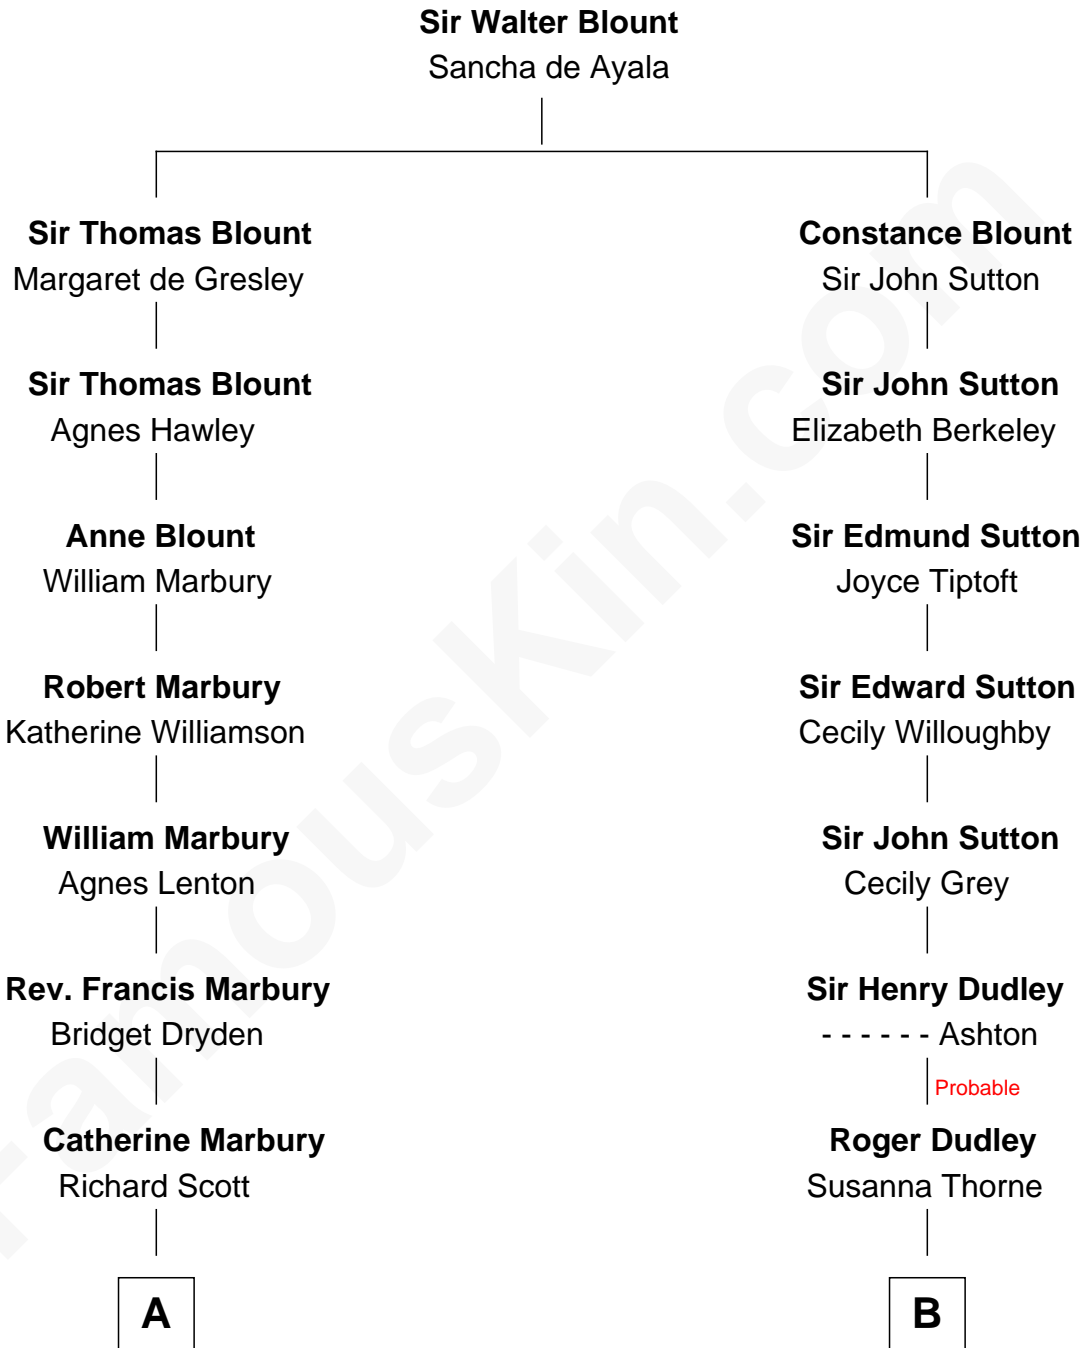 Sir Walter Blount
Sancha de Ayala
Sir Thomas Blount
Margaret de Gresley
Constance Blount
Sir John Sutton
Sir Thomas Blount
Agnes Hawley
Sir John Sutton
Elizabeth Berkeley
Anne Blount
William Marbury
Sir Edmund Sutton
Joyce Tiptoft
Robert Marbury
Katherine Williamson
Sir Edward Sutton
Cecily Willoughby
William Marbury
Agnes Lenton
Sir John Sutton
Cecily Grey
Rev. Francis Marbury
Bridget Dryden
Sir Henry Dudley
- - - - - - Ashton
Probable
Catherine Marbury
Richard Scott
Roger Dudley
Susanna Thorne
A
B
FamousKin.com